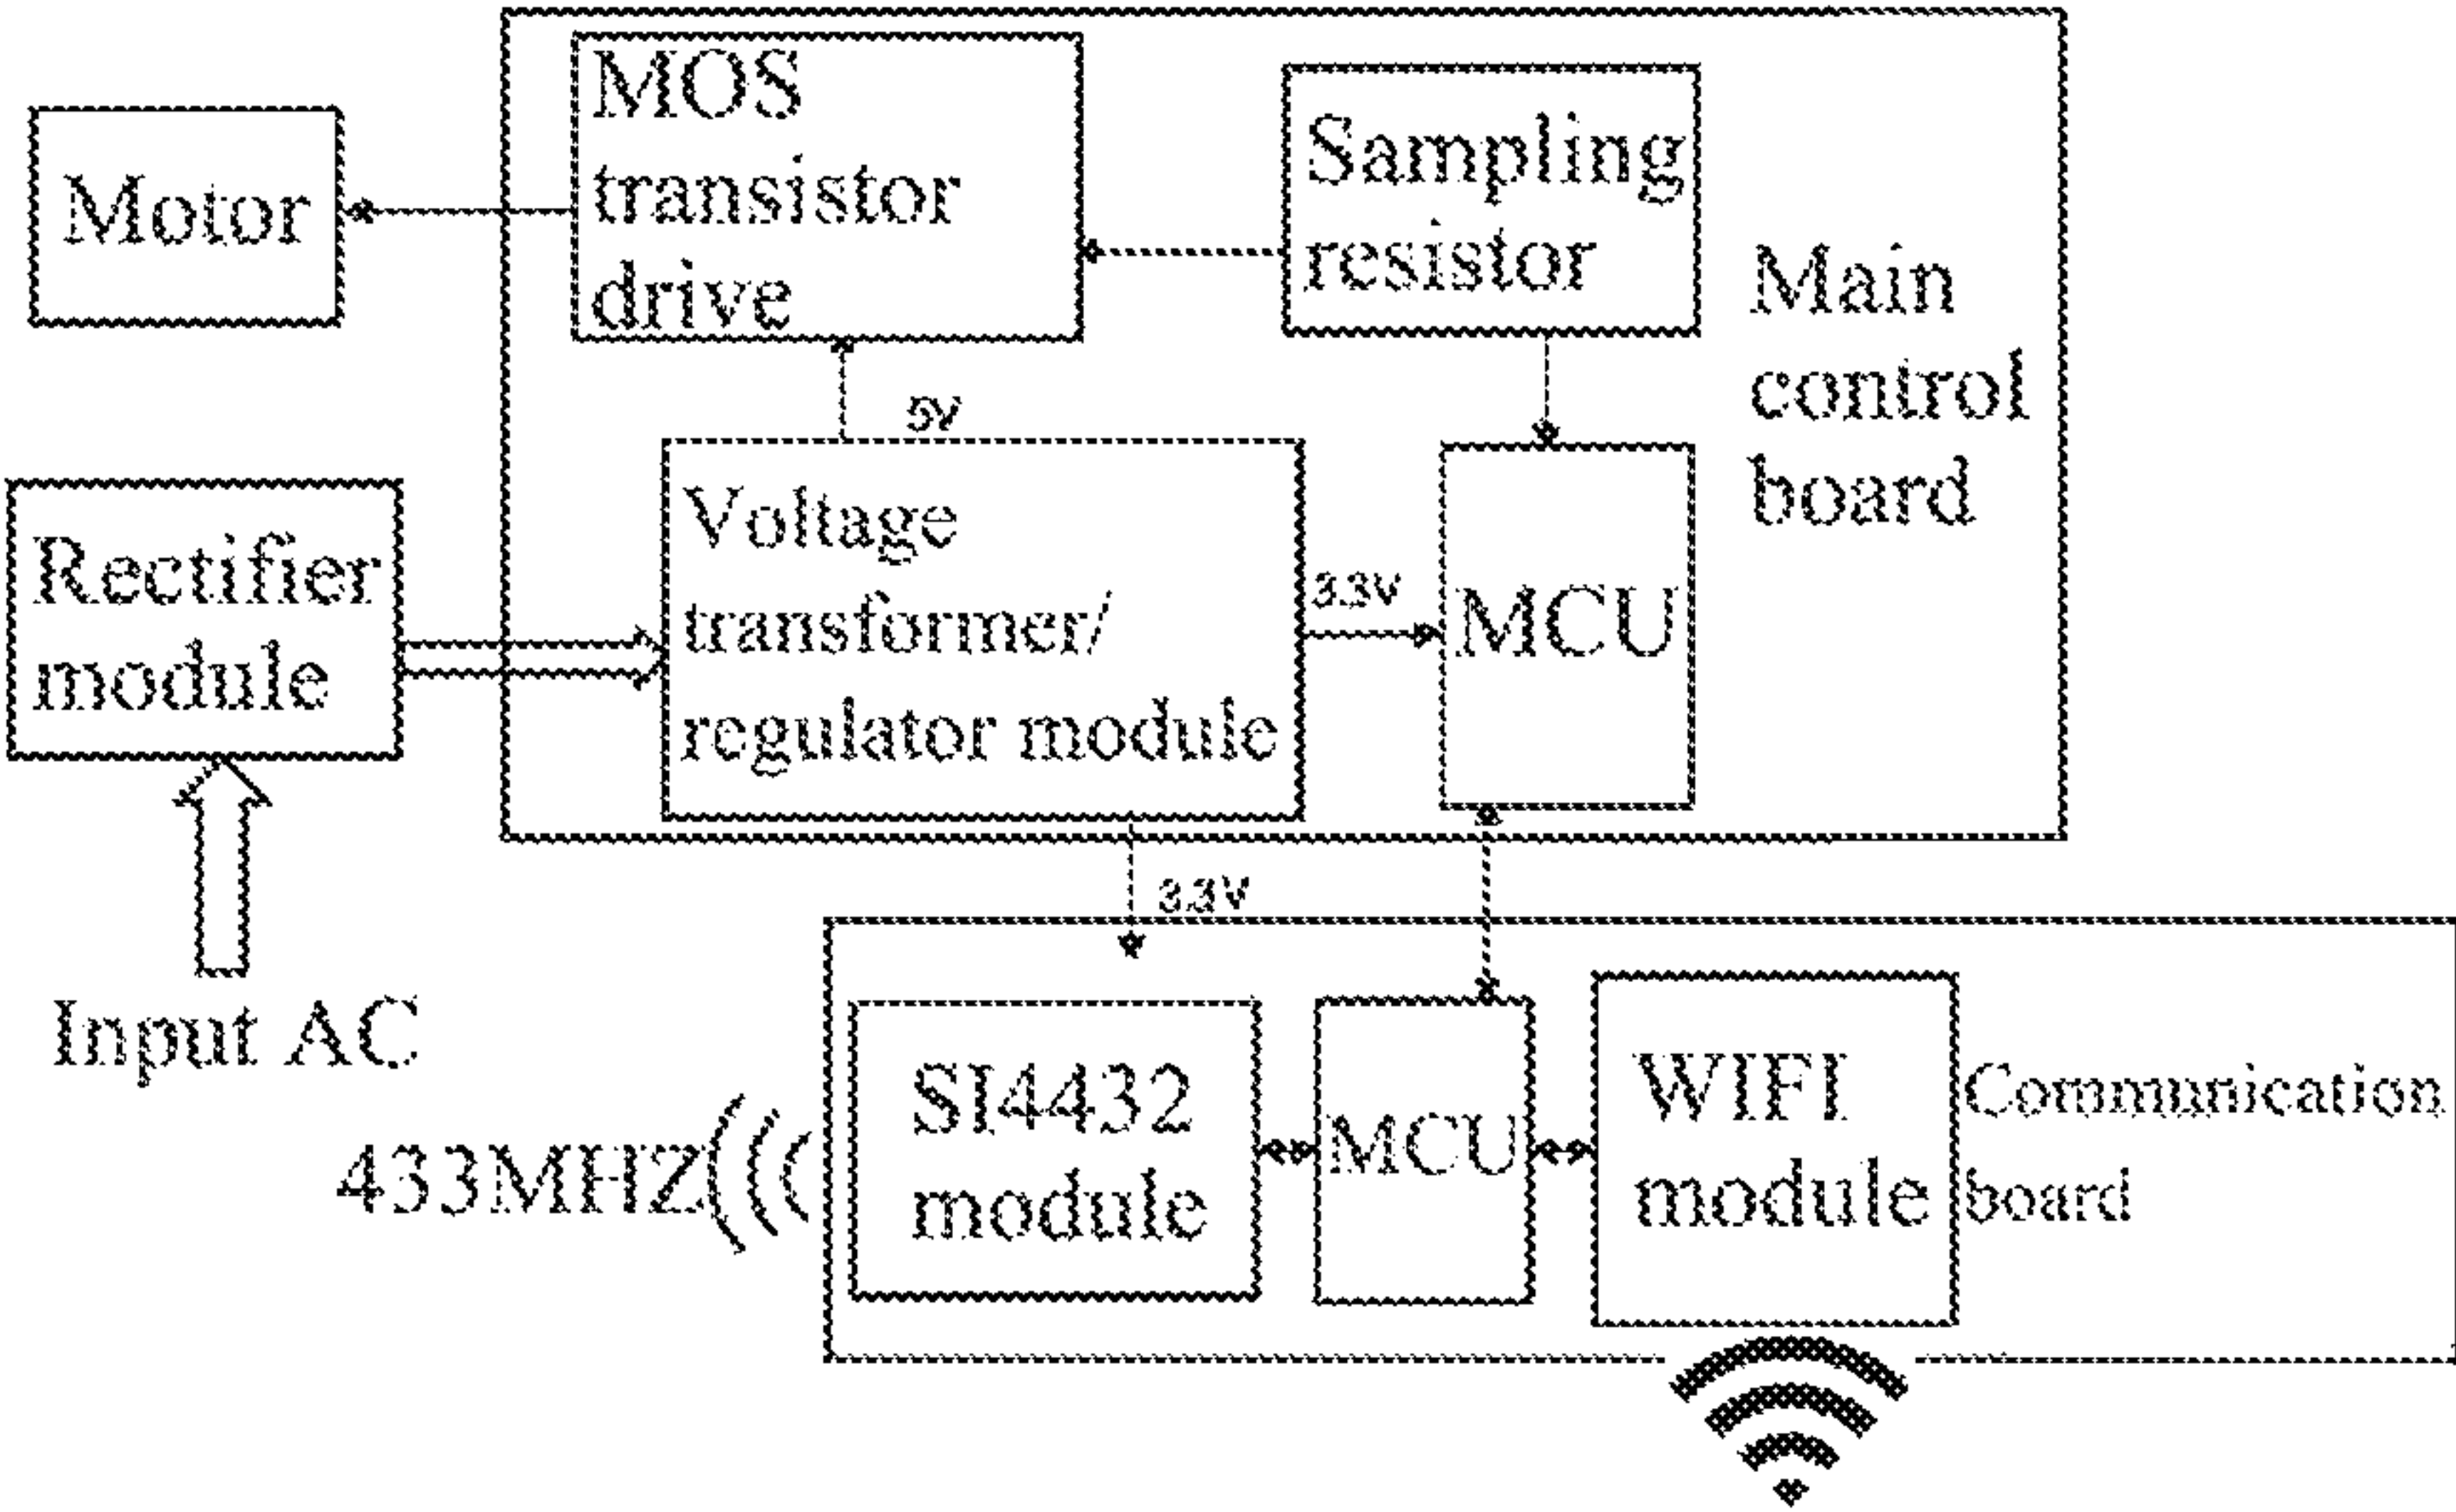 MOS
transistor
drive
Sampling
resistor
Motor
Main
control
board
5V
Voltage
transformer/
regulator module
3.3V
MCU
Rectifier
module
3.3V
Input AC
SI4432
module
MCU
WIFI
module
Communication
board
433MHZ